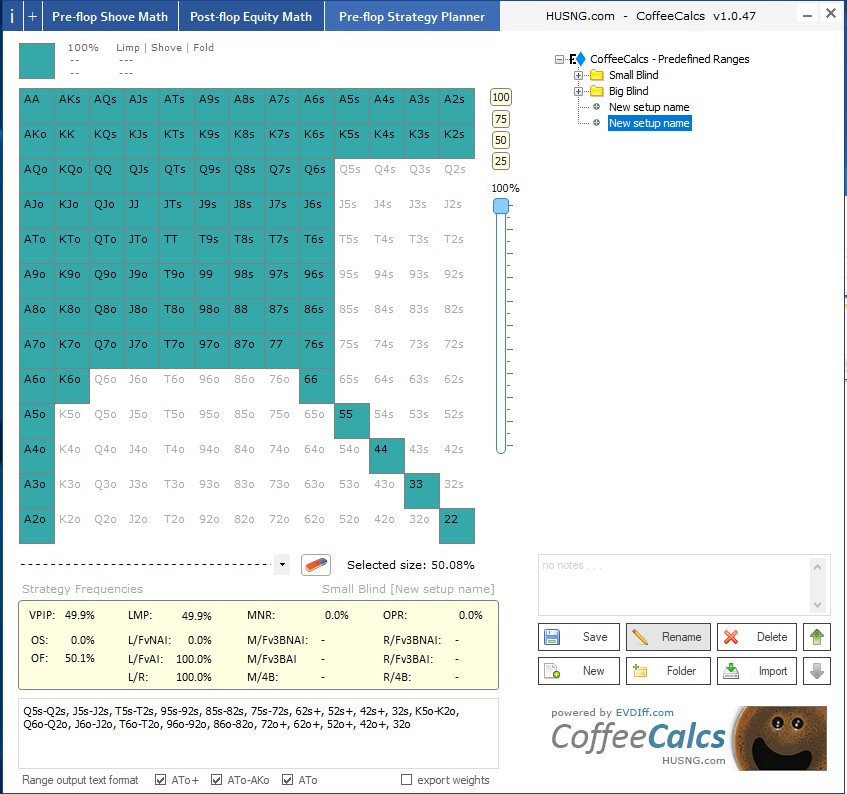 i + Pre-flop Shove Math Post-flop Equity Math Pre-flop Strategy Planner HUSNG.com - CoffeeCalcs v1.0.47
100% Limp | Shove | Fold
-- ---
-- ---
CoffeeCalcs - Predefined Ranges
Small Blind
Big Blind
New setup name
New setup name
AA AKs AQs AJs ATs A9s A8s A7s A6s A5s A4s A3s A2s
AKo KK KQs KJs KTs K9s K8s K7s K6s K5s K4s K3s K2s
AQo KQo QQ QJs QTs Q9s Q8s Q7s Q6s Q5s Q4s Q3s Q2s
AJo KJo QJo JJ JTs J9s J8s J7s J6s J5s J4s J3s J2s
ATo KTo QTo JTo TT T9s T8s T7s T6s T5s T4s T3s T2s
A9o K9o Q9o J9o T9o 99 98s 97s 96s 95s 94s 93s 92s
A8o K8o Q8o J8o T8o 98o 88 87s 86s 85s 84s 83s 82s
A7o K7o Q7o J7o T7o 97o 87o 77 76s 75s 74s 73s 72s
A6o K6o Q6o J6o T6o 96o 86o 76o 66 65s 64s 63s 62s
A5o K5o Q5o J5o T5o 95o 85o 75o 65o 55 54s 53s 52s
A4o K4o Q4o J4o T4o 94o 84o 74o 64o 54o 44 43s 42s
A3o K3o Q3o J3o T3o 93o 83o 73o 63o 53o 43o 33 32s
A2o K2o Q2o J2o T2o 92o 82o 72o 62o 52o 42o 32o 22
100
75
50
25
100%
Selected size: 50.08%
Strategy Frequencies Small Blind [New setup name]
VPIP: 49.9% LMP: 49.9% MNR: 0.0% OPR: 0.0%
OS: 0.0% L/FvNAI: 0.0% M/Fv3BNAI: - R/Fv3BNAI: -
OF: 50.1% L/FvAI: 100.0% M/Fv3BAI - R/Fv3BAI: -
L/R: 100.0% M/4B: - R/4B: -
no notes . . .
Save Rename Delete
New Folder Import
Q5s-Q2s, J5s-J2s, T5s-T2s, 95s-92s, 85s-82s, 75s-72s, 62s+, 52s+, 42s+, 32s, K5o-K2o,
Q6o-Q2o, J6o-J2o, T6o-T2o, 96o-92o, 86o-82o, 72o+, 62o+, 52o+, 42o+, 32o
Range output text format ATo+ ATo-AKo ATo export weights
powered by EVDiff.com
CoffeeCalcs
HUSNG.com